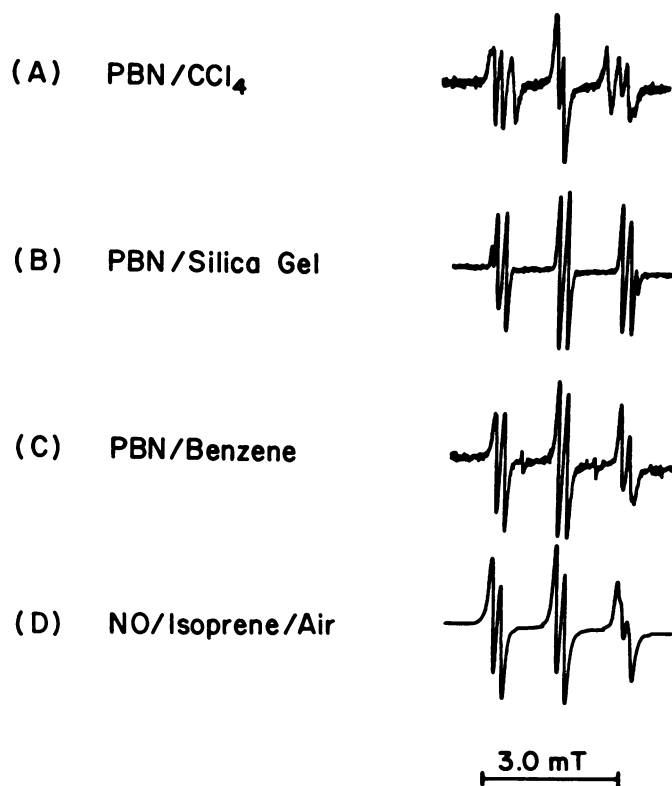 (A) PBN/CCl₄
(B) PBN/Silica Gel
(C) PBN/Benzene
(D) NO/Isoprene/Air
3.0 mT